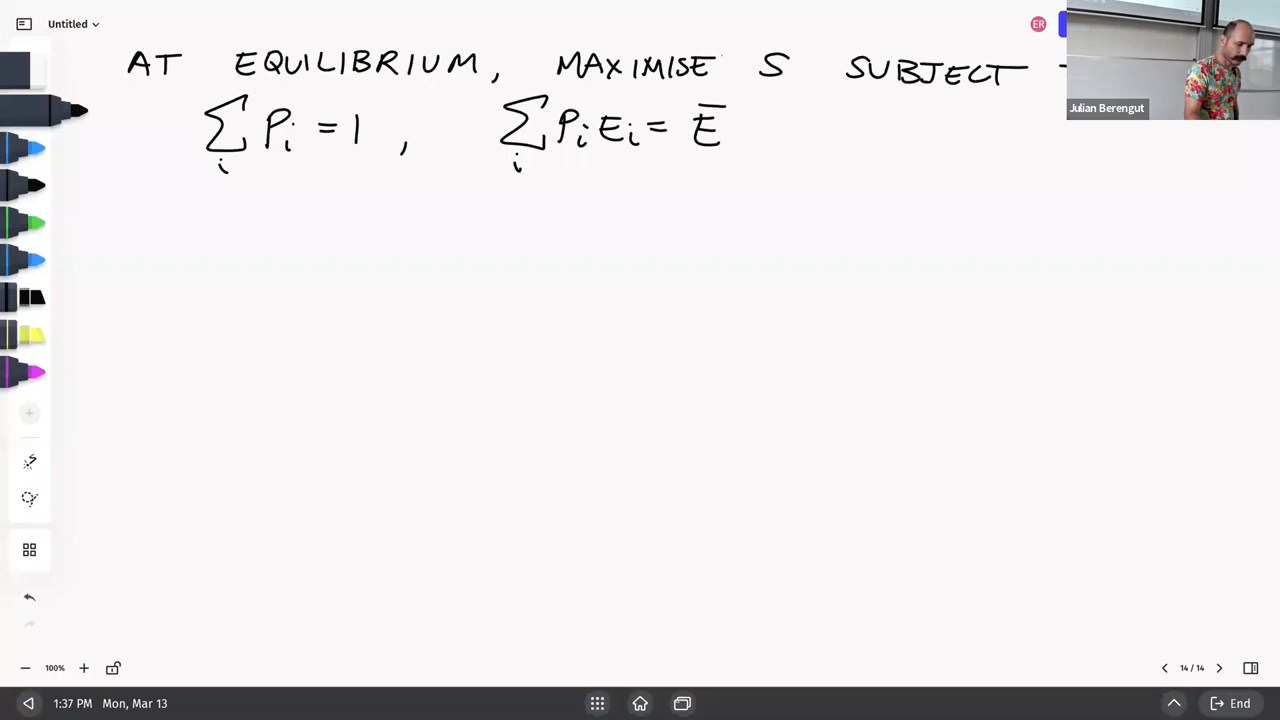 Untitled
ER
AT EQUILIBRIUM, MAXIMISE S SUBJECT
Julian Berengut
∑ᵢ Pᵢ = 1 , ∑ᵢ PᵢEᵢ = E̅
100%
14 / 14
1:37 PM Mon, Mar 13
End